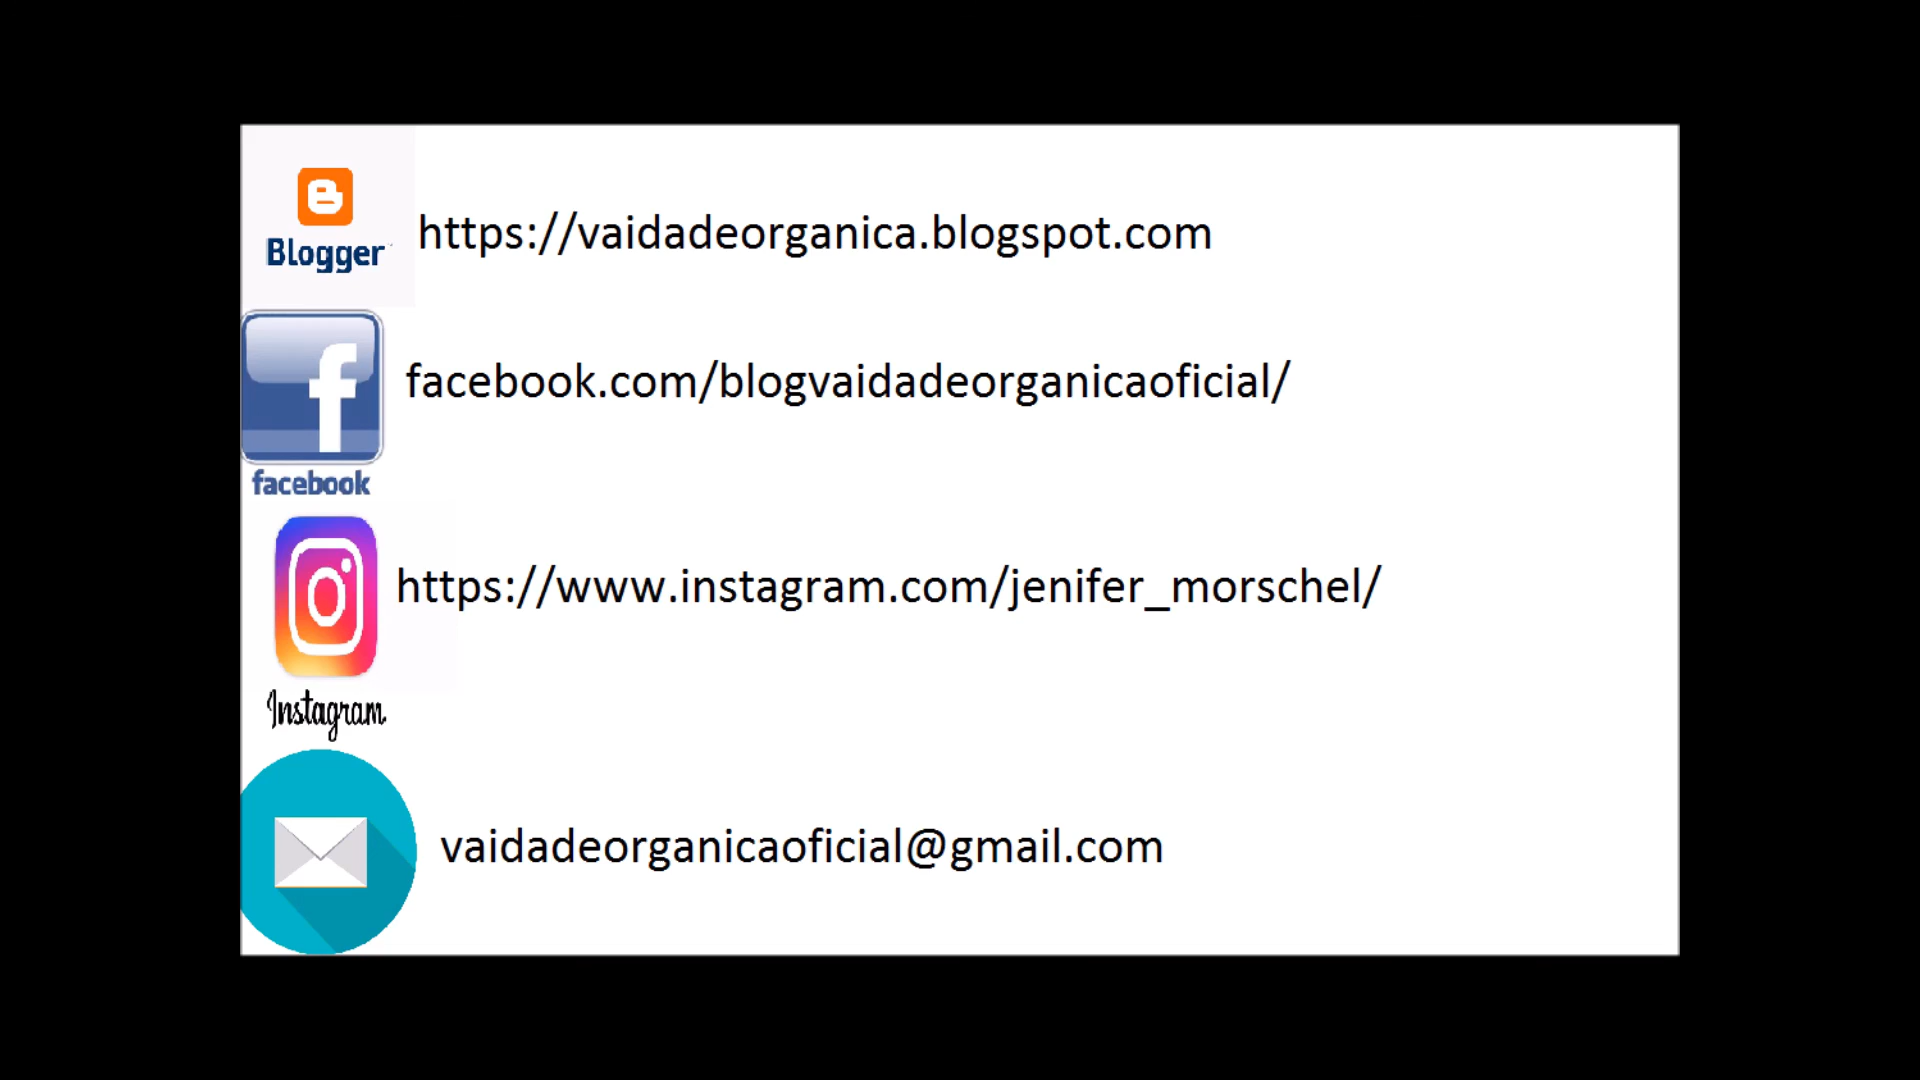 Blogger
https://vaidadeorganica.blogspot.com
facebook.com/blogvaidadeorganicaoficial/
facebook
https://www.instagram.com/jenifer_morschel/
Instagram
vaidadeorganicaoficial@gmail.com